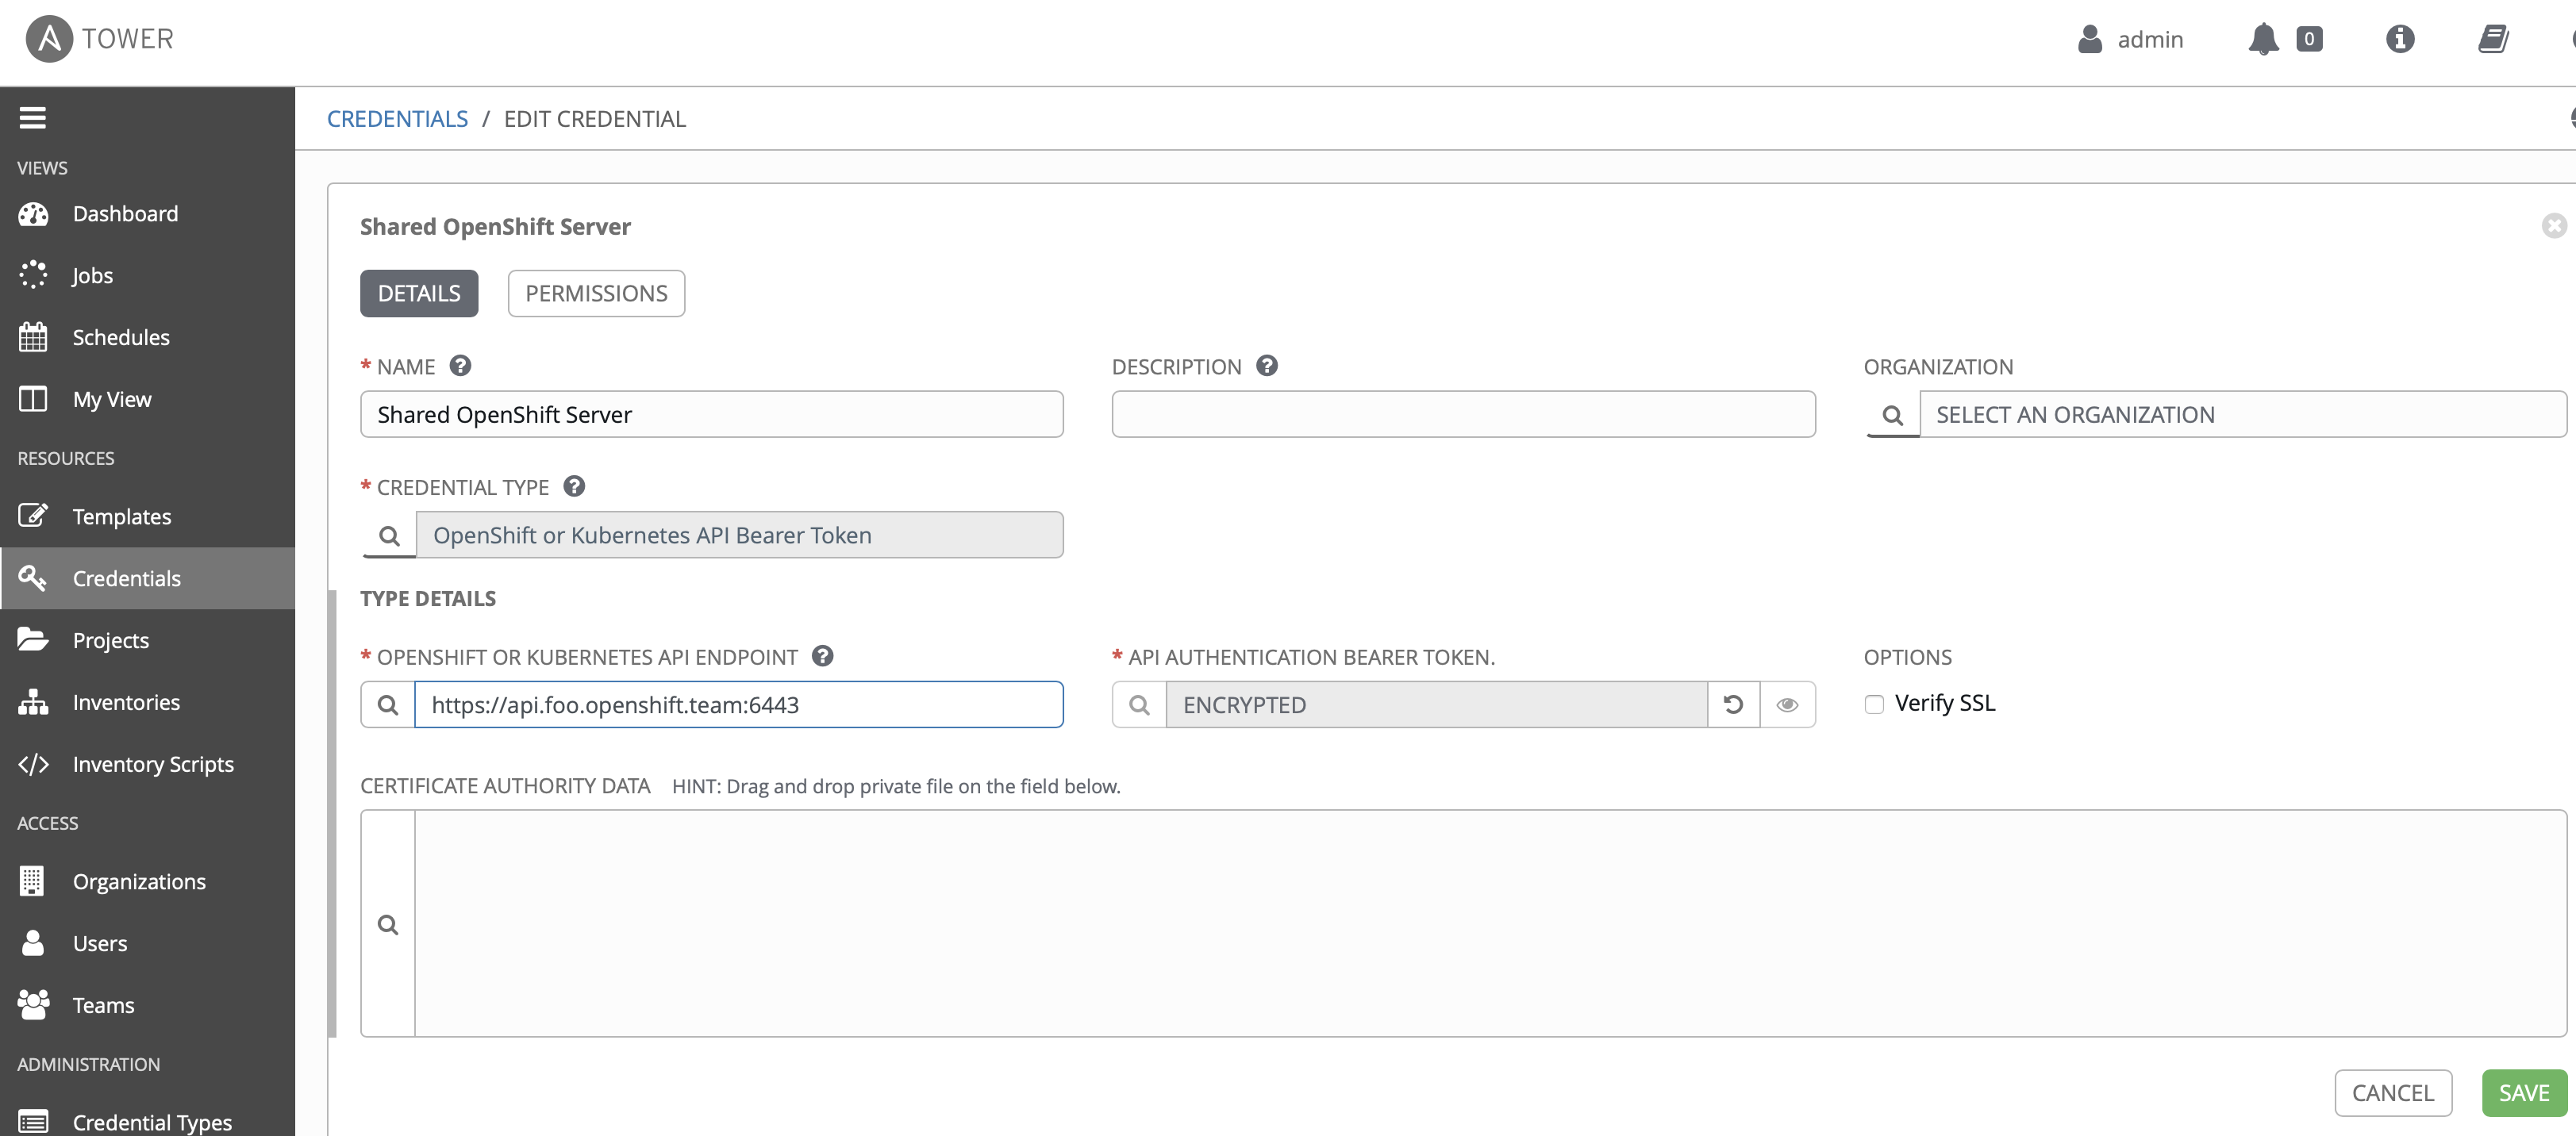 TOWER
admin
0
VIEWS
Dashboard
Jobs
Schedules
My View
RESOURCES
Templates
Credentials
Projects
Inventories
Inventory Scripts
ACCESS
Organizations
Users
Teams
ADMINISTRATION
Credential Types
CREDENTIALS / EDIT CREDENTIAL
Shared OpenShift Server
DETAILS PERMISSIONS
* NAME
Shared OpenShift Server
DESCRIPTION
ORGANIZATION
SELECT AN ORGANIZATION
* CREDENTIAL TYPE
OpenShift or Kubernetes API Bearer Token
TYPE DETAILS
* OPENSHIFT OR KUBERNETES API ENDPOINT
https://api.foo.openshift.team:6443
* API AUTHENTICATION BEARER TOKEN.
ENCRYPTED
OPTIONS
Verify SSL
CERTIFICATE AUTHORITY DATA HINT: Drag and drop private file on the field below.
CANCEL SAVE